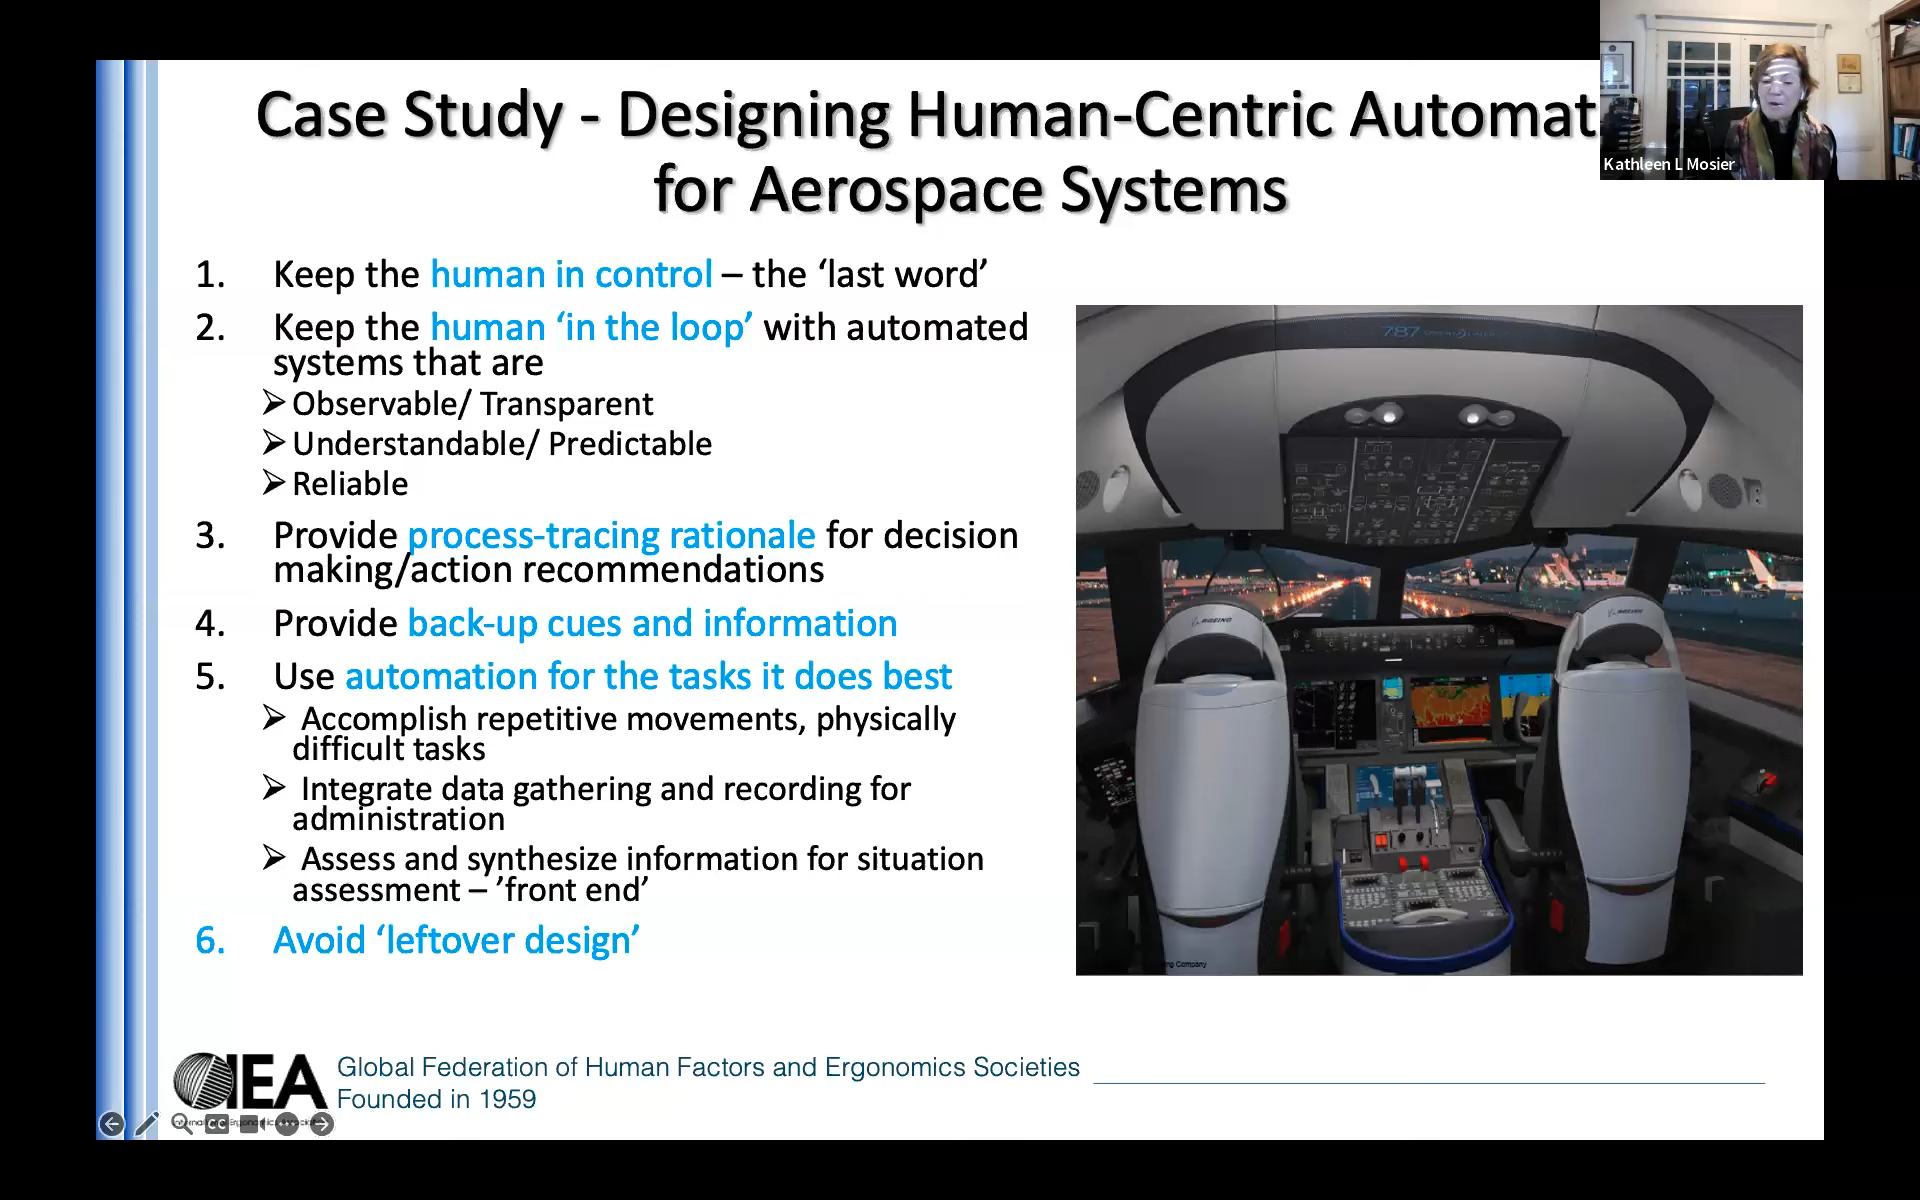 Case Study - Designing Human-Centric Automat
for Aerospace Systems
Kathleen L Mosier
1. Keep the human in control – the ‘last word’
2. Keep the human ‘in the loop’ with automated
systems that are
➢ Observable/ Transparent
➢ Understandable/ Predictable
➢ Reliable
3. Provide process-tracing rationale for decision
making/action recommendations
4. Provide back-up cues and information
5. Use automation for the tasks it does best
➢ Accomplish repetitive movements, physically
difficult tasks
➢ Integrate data gathering and recording for
administration
➢ Assess and synthesize information for situation
assessment – ’front end’
6. Avoid ‘leftover design’
787
BOEING
BOEING
Company
IEA
Global Federation of Human Factors and Ergonomics Societies
Founded in 1959
CC